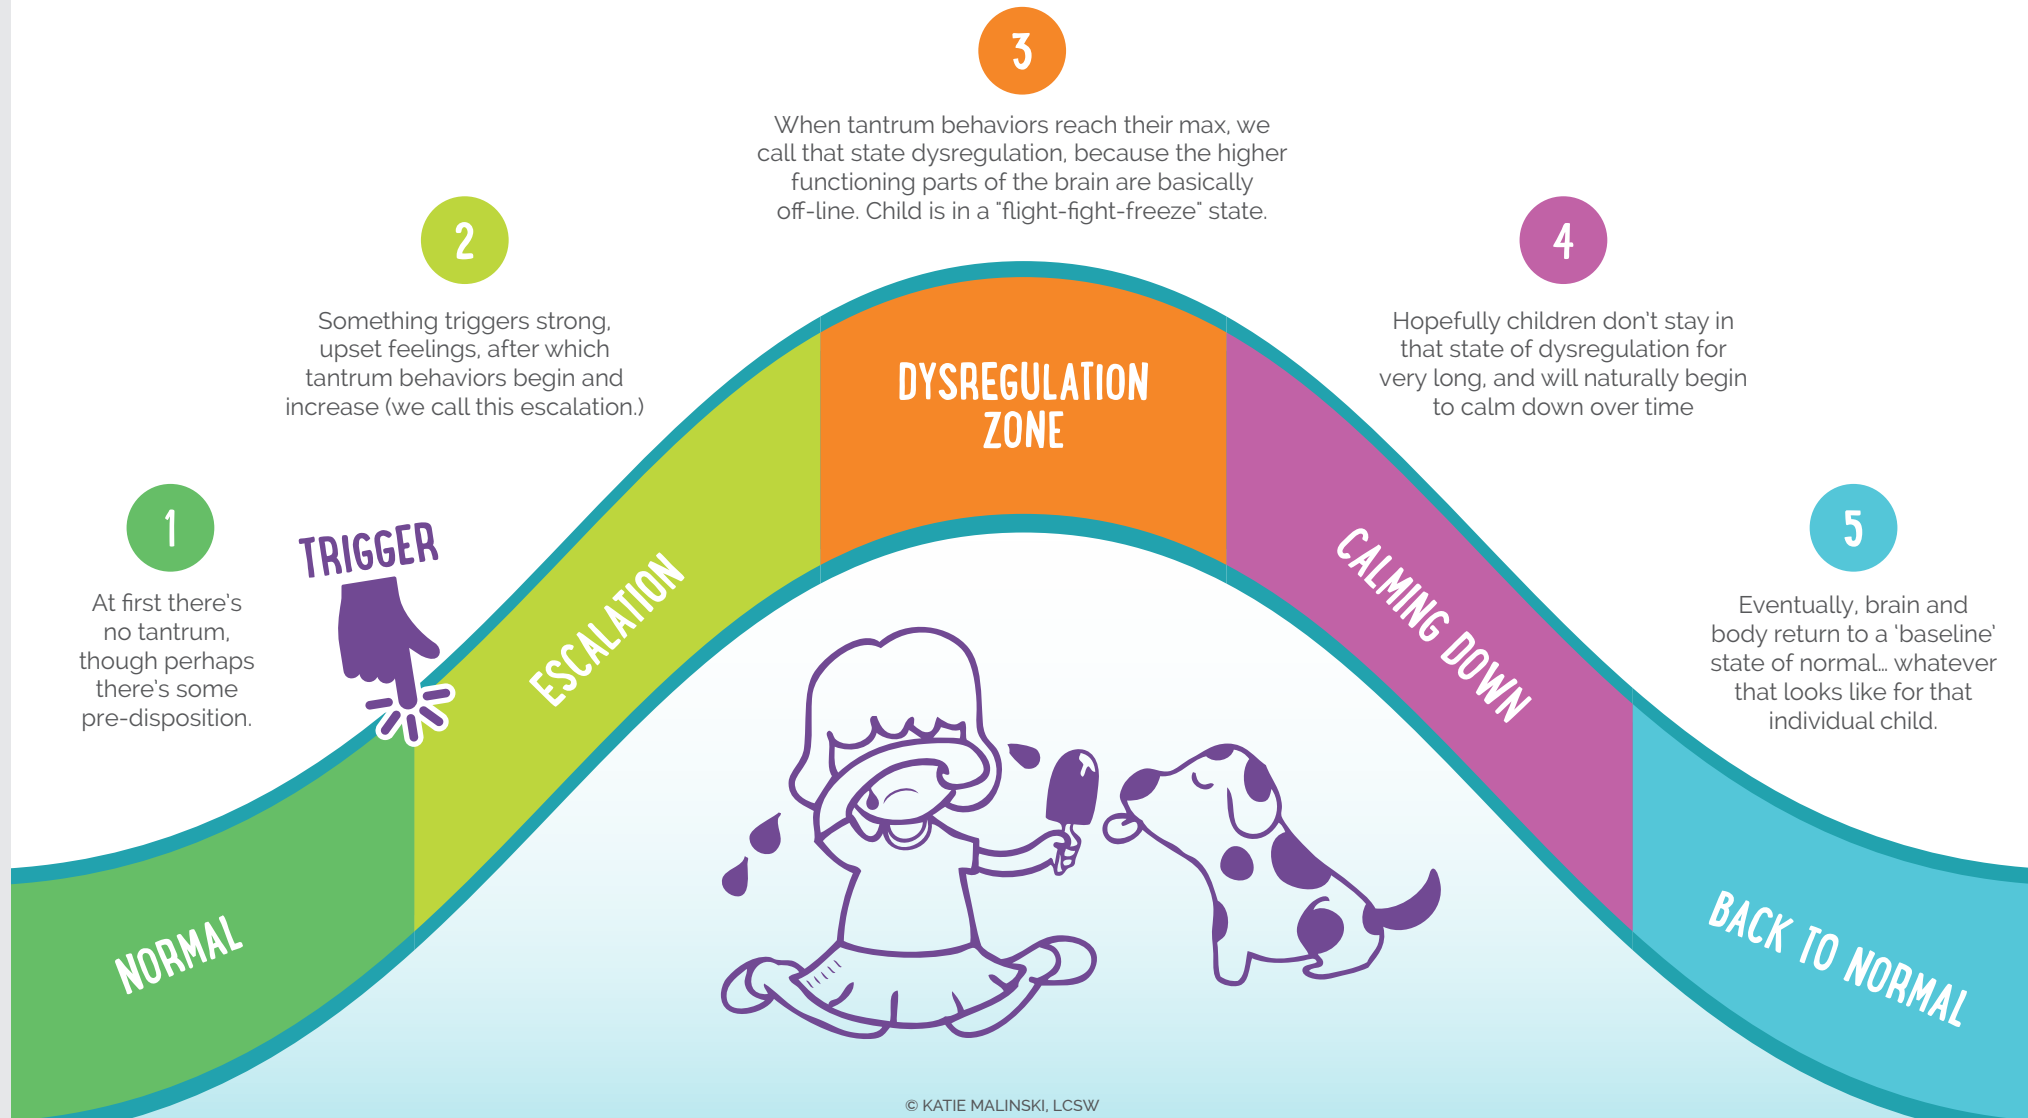 1
At first there's
no tantrum,
though perhaps
there's some
pre-disposition.
TRIGGER
2
Something triggers strong,
upset feelings, after which
tantrum behaviors begin and
increase (we call this escalation.)
3
When tantrum behaviors reach their max, we
call that state dysregulation, because the higher
functioning parts of the brain are basically
off-line. Child is in a "flight-fight-freeze" state.
4
Hopefully children don't stay in
that state of dysregulation for
very long, and will naturally begin
to calm down over time
5
Eventually, brain and
body return to a 'baseline'
state of normal... whatever
that looks like for that
individual child.
NORMAL
ESCALATION
DYSREGULATION
ZONE
CALMING DOWN
BACK TO NORMAL
© KATIE MALINSKI, LCSW